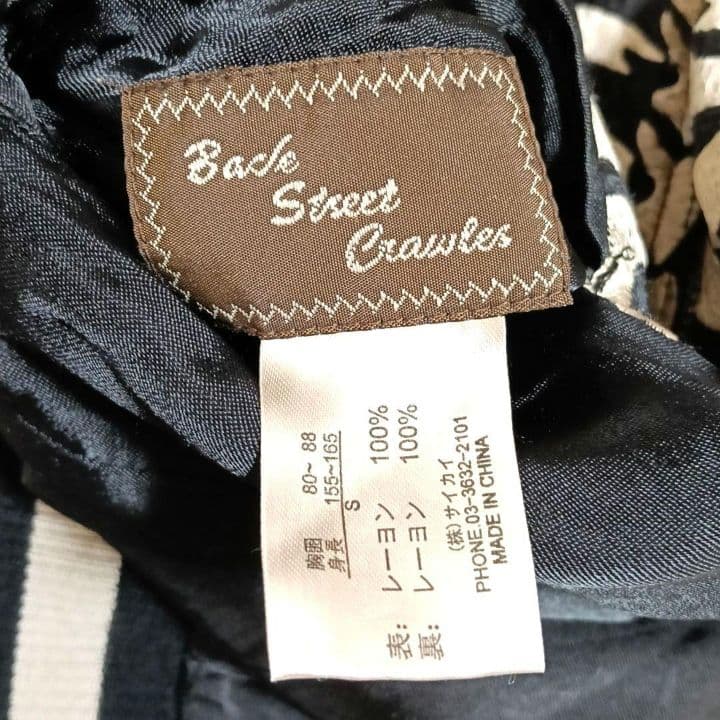 Back
Street
Crawler
胸囲 80~ 88
身長 155~165
S
表: レーヨン 100%
裏: レーヨン 100%
(株)サイカイ
PHONE.03-3632-2101
MADE IN CHINA